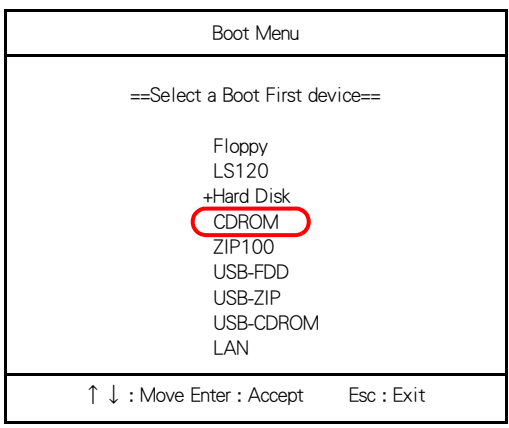 Boot Menu
==Select a Boot First device==
Floppy
LS120
+Hard Disk
CDROM
ZIP100
USB-FDD
USB-ZIP
USB-CDROM
LAN
↑↓ : Move Enter : Accept Esc : Exit